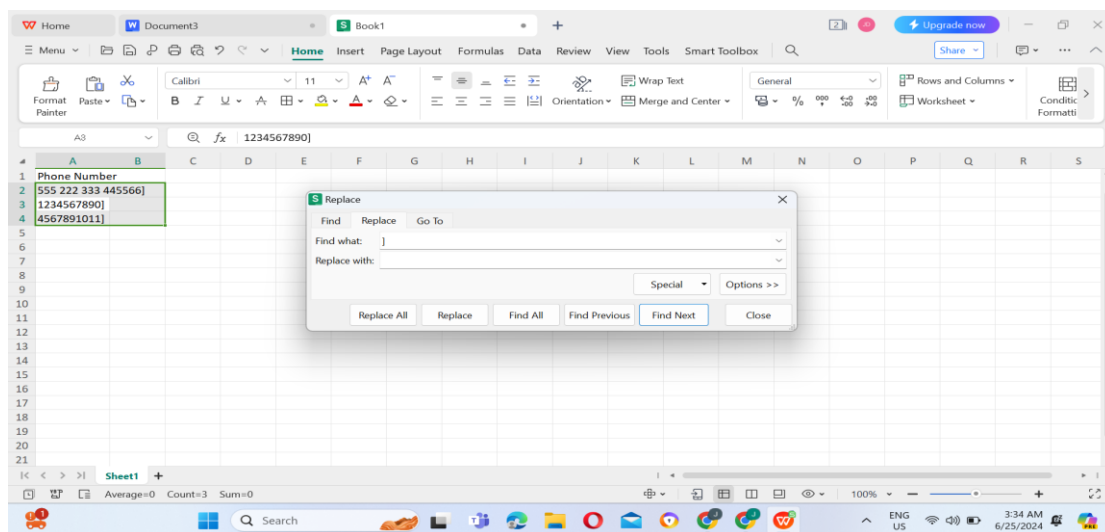 Home Document3 Book1 + Upgrade now
Menu Home Insert Page Layout Formulas Data Review View Tools Smart Toolbox Share
Format Painter Paste Calibri 11 A+ A- Orientation Wrap Text Merge and Center General Rows and Columns Worksheet Conditic Formatti
B I U A
A3 fx 1234567890]
A B C D E F G H I J K L M N O P Q R S
1 Phone Number
2 555 222 333 445566]
3 1234567890]
4 4567891011]
5
6
7
8
9
10
11
12
13
14
15
16
17
18
19
20
21
Replace
Find Replace Go To
Find what: ]
Replace with:
Special Options >>
Replace All Replace Find All Find Previous Find Next Close
Sheet1 +
Average=0 Count=3 Sum=0 100% - +
Search ENG US 3:34 AM 6/25/2024